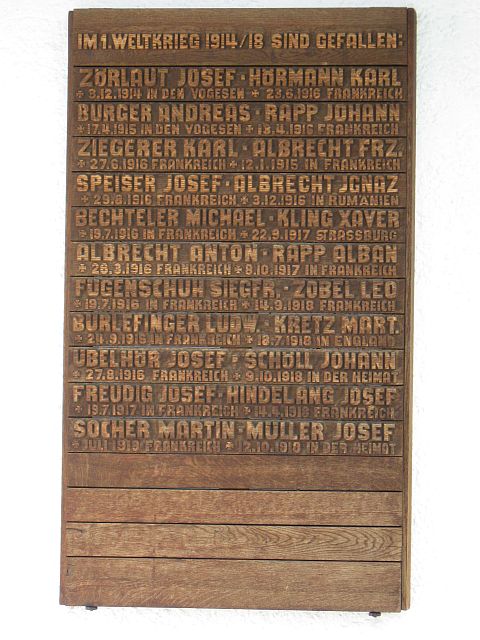 IM 1. WELTKRIEG 1914/18 SIND GEFALLEN:
ZÖRLAUT JOSEF · HÖRMANN KARL
✠ 3.12.1914 IN DEN VOGESEN ✠ 23.6.1916 FRANKREICH
BURGER ANDREAS · RAPP JOHANN
✠ 17.4.1915 IN DEN VOGESEN ✠ 13.4.1916 FRANKREICH
ZIEGERER KARL · ALBRECHT FRZ.
✠ 27.6.1916 FRANKREICH ✠ 12.1.1915 IN FRANKREICH
SPEISER JOSEF · ALBRECHT JGNAZ
✠ 29.6.1916 FRANKREICH ✠ 3.12.1916 IN RUMÄNIEN
BECHTELER MICHAEL · KLING XAVER
✠ 19.7.1916 IN FRANKREICH ✠ 22.9.1917 STRASSBURG
ALBRECHT ANTON · RAPP ALBAN
✠ 28.3.1916 FRANKREICH ✠ 8.10.1917 IN FRANKREICH
FUGENSCHUH SIEGFR. · ZOBEL LEO
✠ 19.7.1916 IN FRANKREICH ✠ 14.9.1918 FRANKREICH
BURLEFINGER LUDW. · KRETZ MART.
✠ 24.9.1916 IN FRANKREICH ✠ 18.7.1918 IN ENGLAND
ÜBELHÖR JOSEF · SCHÖLL JOHANN
✠ 27.8.1916 FRANKREICH ✠ 9.10.1918 IN DER HEIMAT
FREUDIG JOSEF · HINDELANG JOSEF
✠ 19.7.1917 IN FRANKREICH ✠ 14.4.1918 FRANKREICH
SOCHER MARTIN · MÜLLER JOSEF
✠ JULI 1918 FRANKREICH ✠ 12.10.1918 IN DER HEIMAT